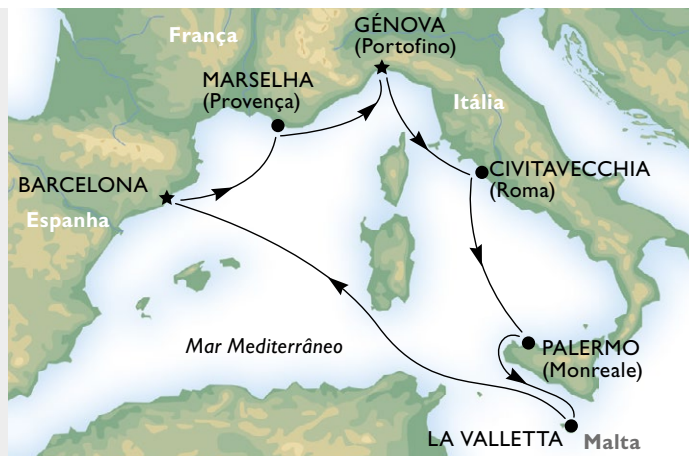 França
GÉNOVA
(Portofino)
MARSELHA
(Provença)
Itália
CIVITAVECCHIA
(Roma)
BARCELONA
Espanha
Mar Mediterrâneo
PALERMO
(Monreale)
LA VALLETTA
Malta